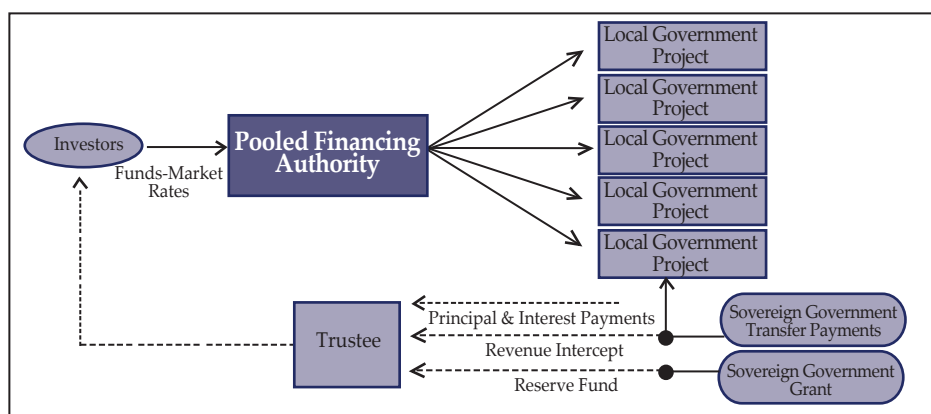 Local Government
Project
Local Government
Project
Investors
Pooled Financing
Authority
Funds-Market
Rates
Local Government
Project
Local Government
Project
Local Government
Project
Trustee
Principal & Interest Payments
Revenue Intercept
Reserve Fund
Sovereign Government
Transfer Payments
Sovereign Government
Grant